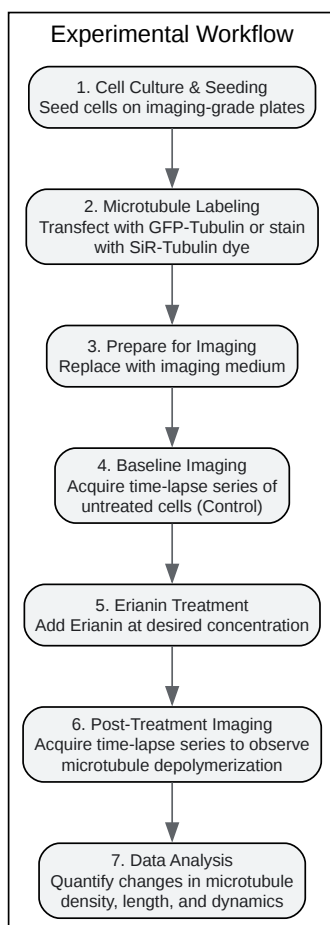 Experimental Workflow
1. Cell Culture & Seeding
Seed cells on imaging-grade plates
2. Microtubule Labeling
Transfect with GFP-Tubulin or stain
with SiR-Tubulin dye
3. Prepare for Imaging
Replace with imaging medium
4. Baseline Imaging
Acquire time-lapse series of
untreated cells (Control)
5. Erianin Treatment
Add Erianin at desired concentration
6. Post-Treatment Imaging
Acquire time-lapse series to observe
microtubule depolymerization
7. Data Analysis
Quantify changes in microtubule
density, length, and dynamics